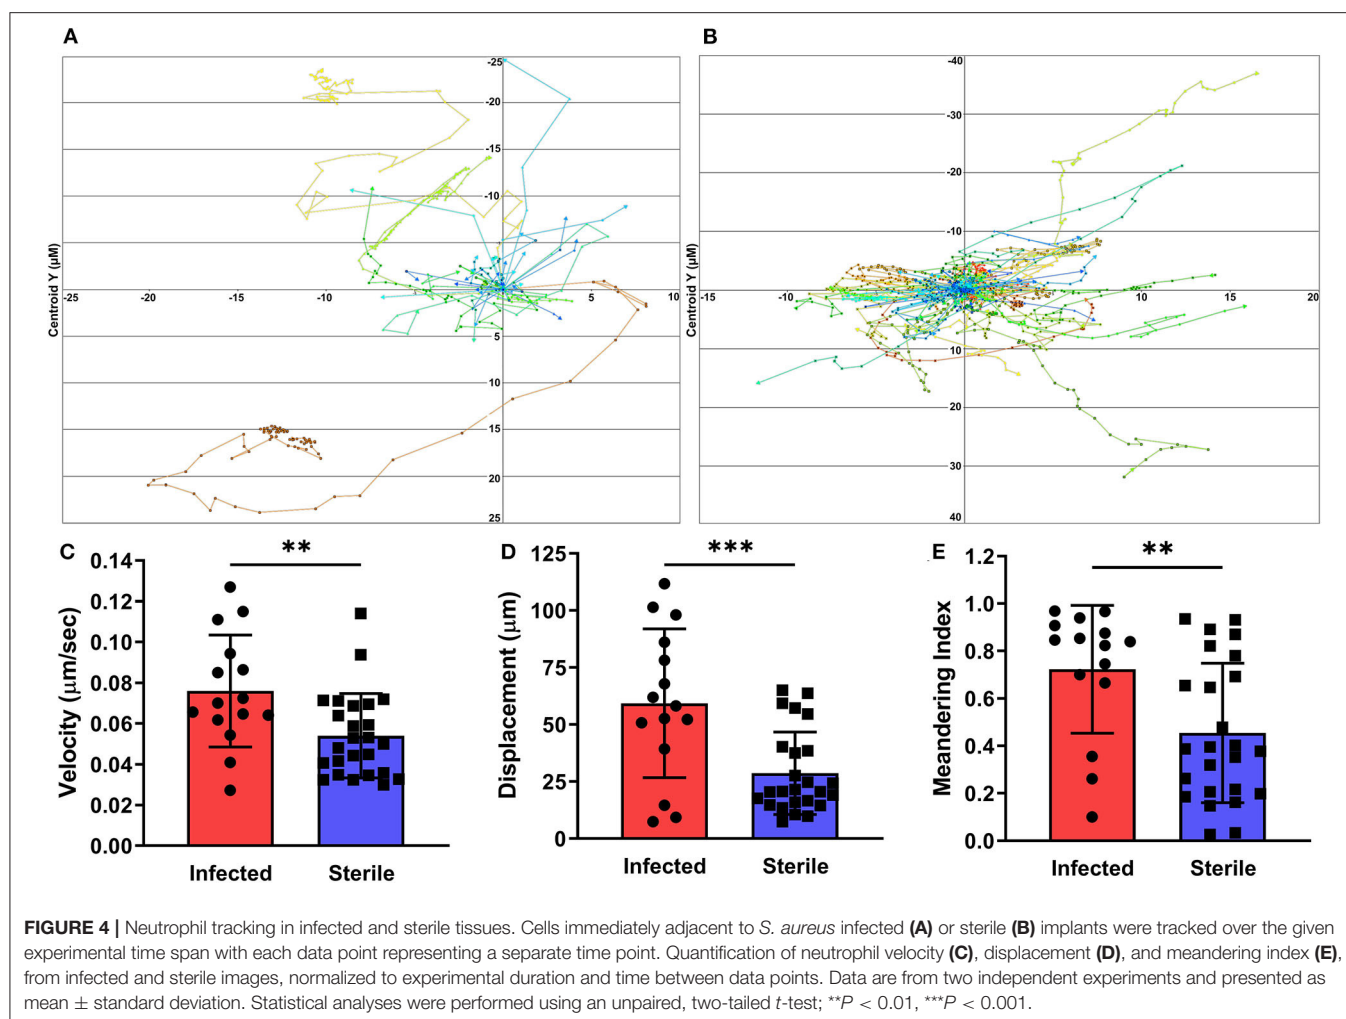 A
B
-25
-20
-15
-10
-25
-20
-10
5
10
5
10
15
20
25
Centroid Y (µM)
-40
-30
-20
-10
-15
-10
10
15
20
10
20
30
40
Centroid Y (µM)
C
**
0.14
0.12
0.10
0.08
0.06
0.04
0.02
0.00
Velocity (µm/sec)
Infected
Sterile
D
***
125
100
75
50
25
0
Displacement (µm)
Infected
Sterile
E
**
1.2
1.0
0.8
0.6
0.4
0.2
0.0
Meandering Index
Infected
Sterile
FIGURE 4 | Neutrophil tracking in infected and sterile tissues. Cells immediately adjacent to S. aureus infected (A) or sterile (B) implants were tracked over the given
experimental time span with each data point representing a separate time point. Quantification of neutrophil velocity (C), displacement (D), and meandering index (E),
from infected and sterile images, normalized to experimental duration and time between data points. Data are from two independent experiments and presented as
mean ± standard deviation. Statistical analyses were performed using an unpaired, two-tailed t-test; **P < 0.01, ***P < 0.001.